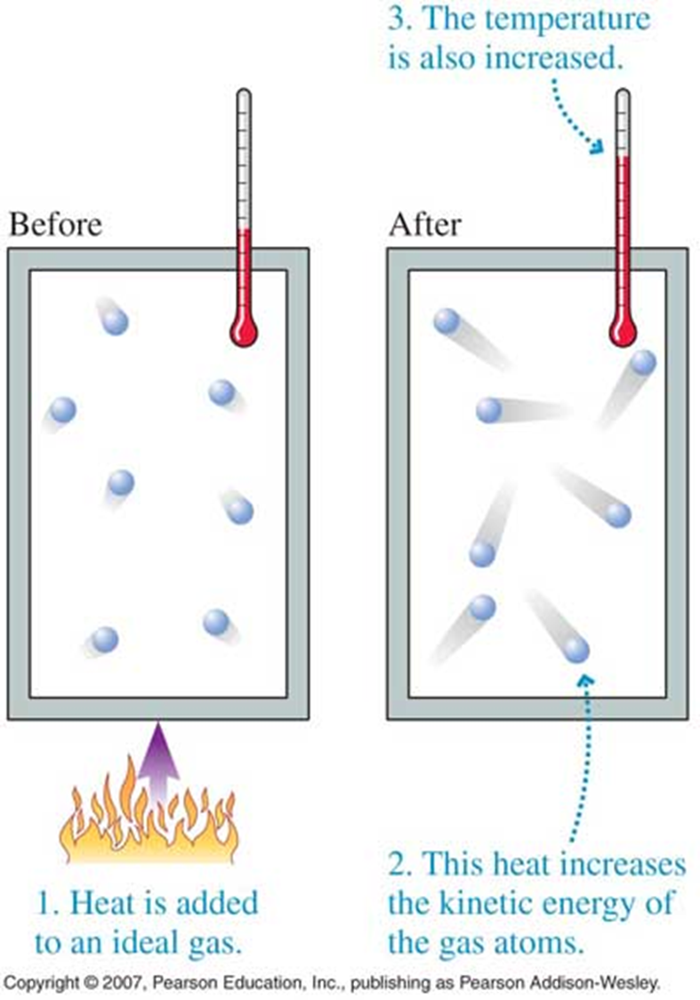 3. The temperature
is also increased.
Before
After
1. Heat is added
to an ideal gas.
2. This heat increases
the kinetic energy of
the gas atoms.
Copyright © 2007, Pearson Education, Inc., publishing as Pearson Addison-Wesley.